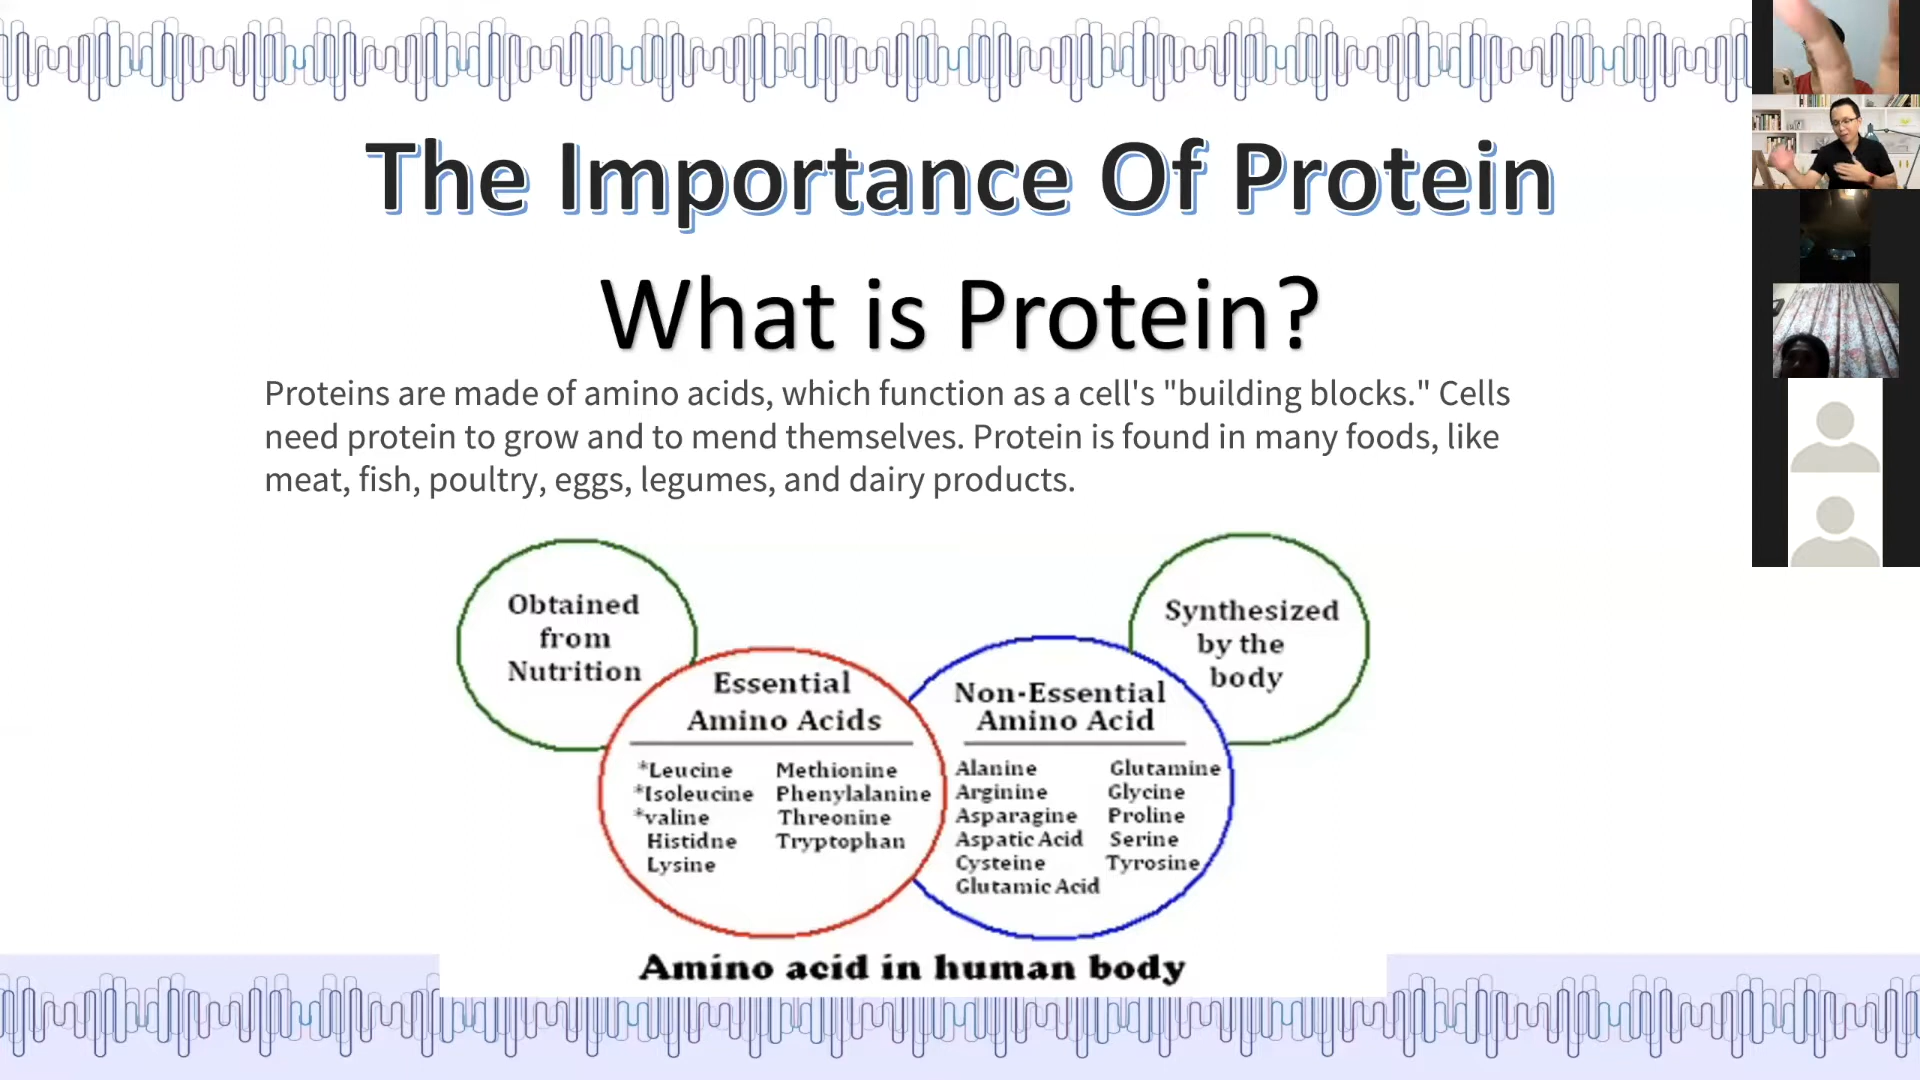 The Importance Of Protein
What is Protein?
Proteins are made of amino acids, which function as a cell's "building blocks." Cells
need protein to grow and to mend themselves. Protein is found in many foods, like
meat, fish, poultry, eggs, legumes, and dairy products.
Obtained
from
Nutrition
Essential
Amino Acids
*Leucine Methionine
*Isoleucine Phenylalanine
*valine Threonine
Histidne Tryptophan
Lysine
Non-Essential
Amino Acid
Alanine Glutamine
Arginine Glycine
Asparagine Proline
Aspatic Acid Serine
Cysteine Tyrosine
Glutamic Acid
Synthesized
by the
body
Amino acid in human body